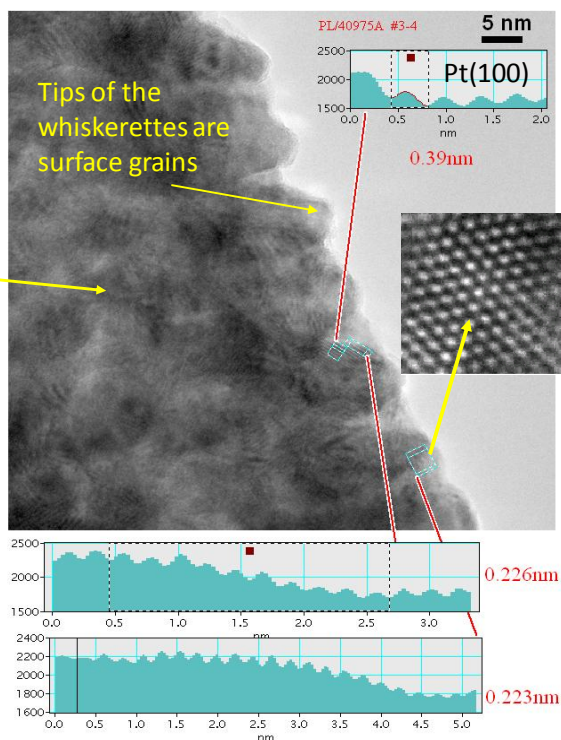 PL/40975A #3-4
5 nm
2500
2000
1500
Pt(100)
0.0 0.5 1.0 1.5 2.0
nm
0.39nm
Tips of the
whiskerettes are
surface grains
2500
2000
1500
0.0 0.5 1.0 1.5 2.0 2.5 3.0
nm
0.226nm
2400
2200
2000
1800
1600
0.0 0.5 1.0 1.5 2.0 2.5 3.0 3.5 4.0 4.5 5.0
nm
0.223nm